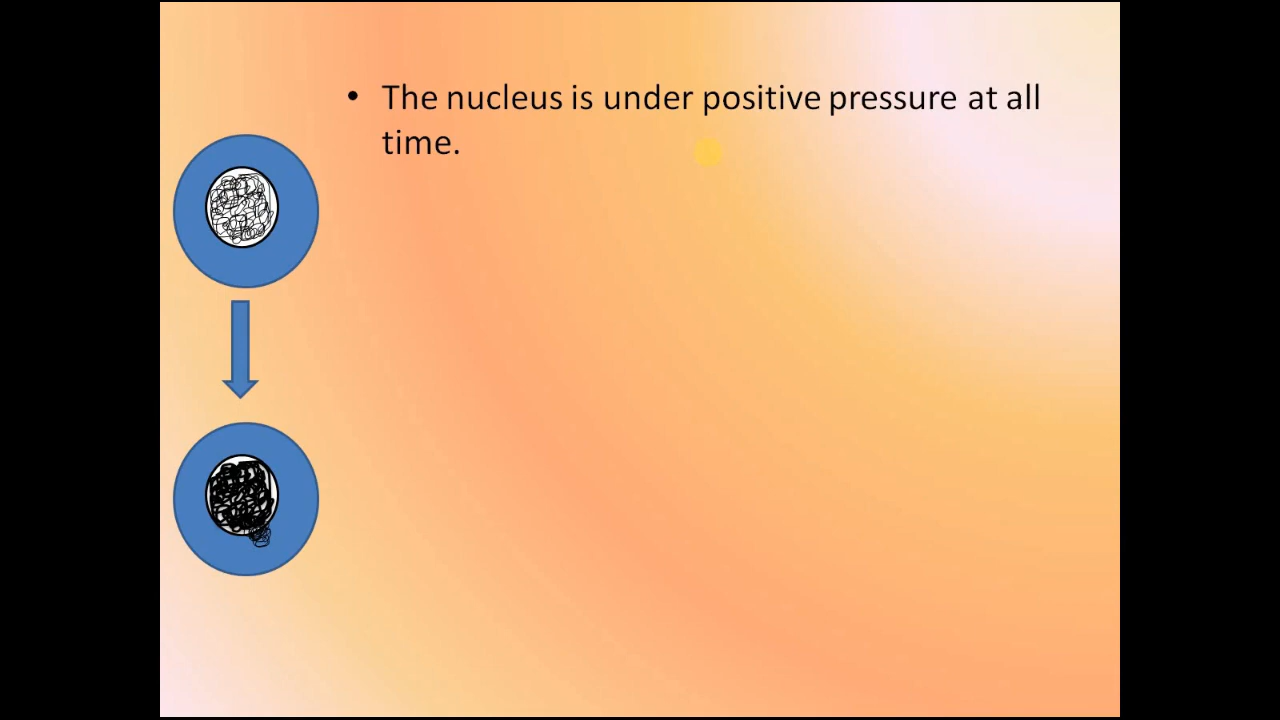 • The nucleus is under positive pressure at all
time.